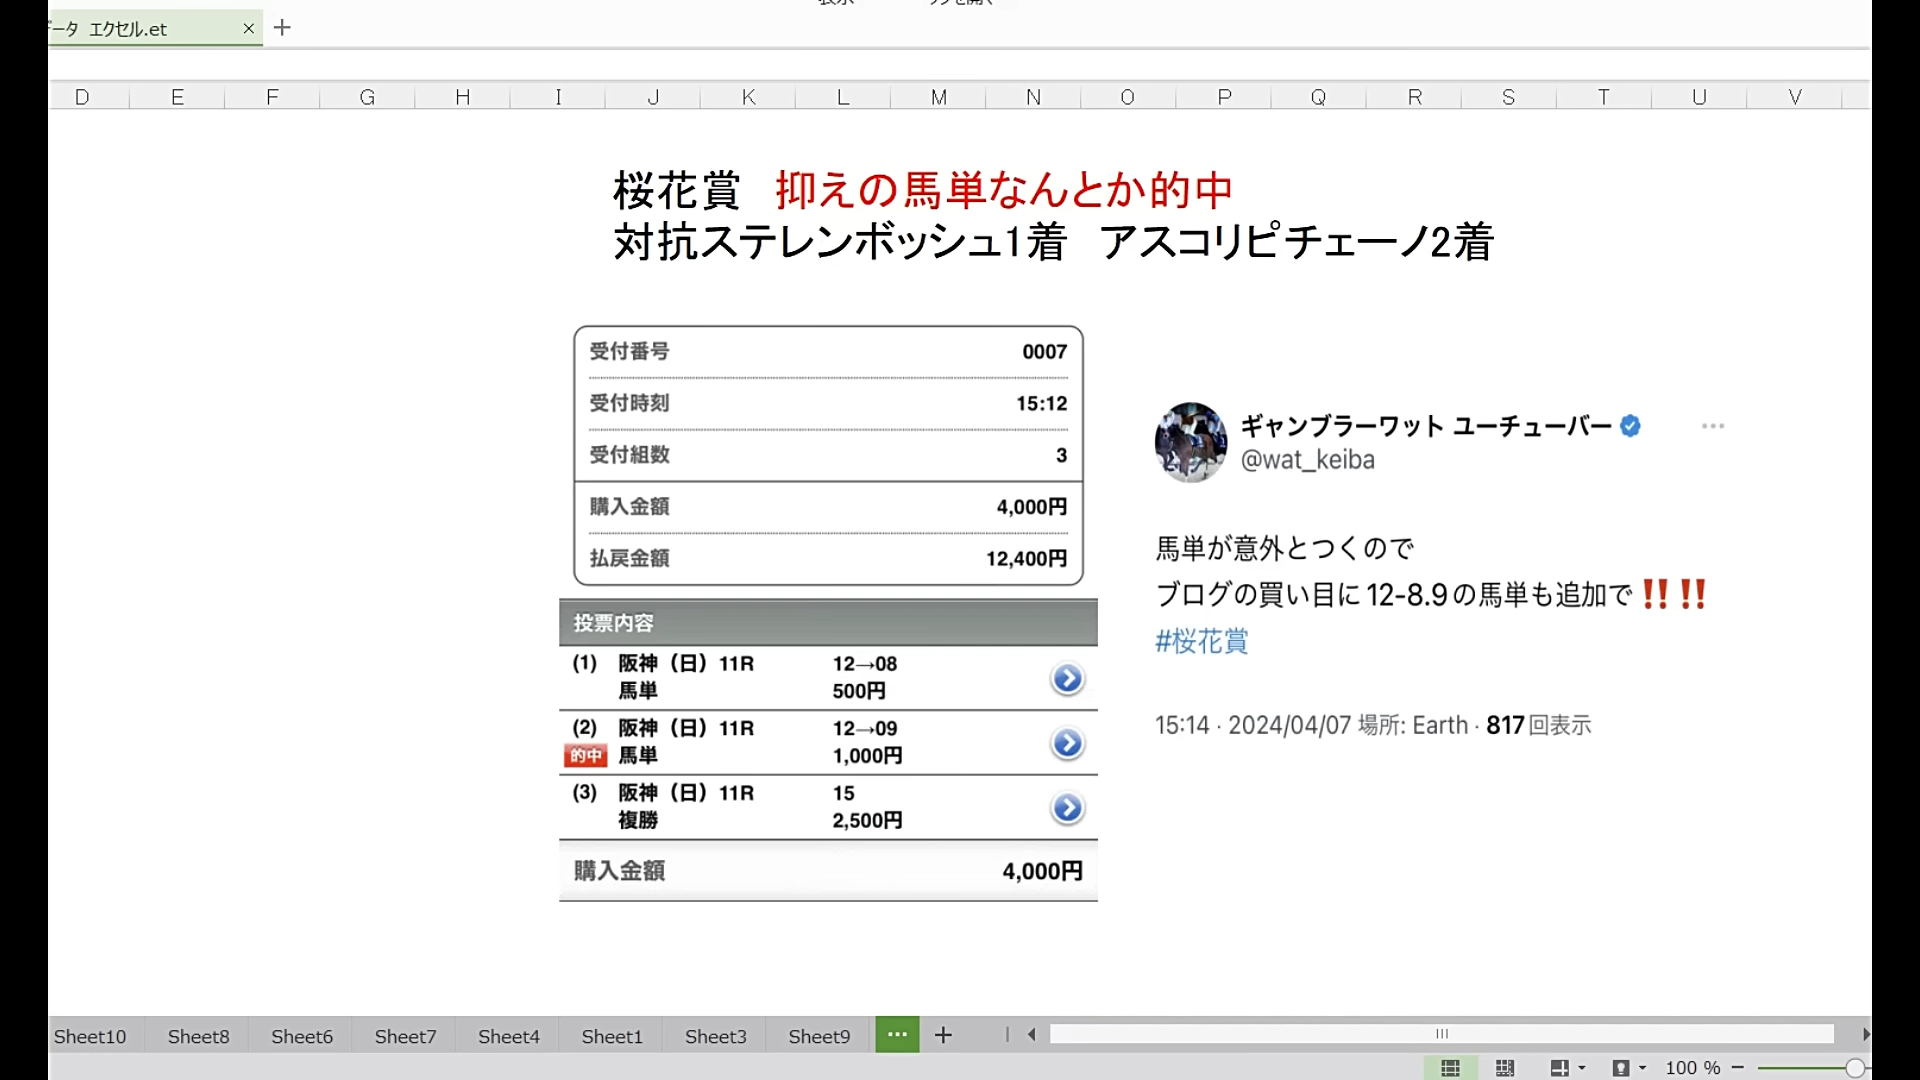 ータ エクセル.et × +
D E F G H I J K L M N O P Q R S T U V
桜花賞 抑えの馬単なんとか的中
対抗ステレンボッシュ1着 アスコリピチェーノ2着
受付番号 0007
受付時刻 15:12
受付組数 3
購入金額 4,000円
払戻金額 12,400円
投票内容
(1) 阪神（日）11R 12→08
馬単 500円
(2) 阪神（日）11R 12→09
的中 馬単 1,000円
(3) 阪神（日）11R 15
複勝 2,500円
購入金額 4,000円
ギャンブラーワット ユーチューバー
@wat_keiba
馬単が意外とつくので
ブログの買い目に12-8.9の馬単も追加で‼️‼️
#桜花賞
15:14 · 2024/04/07 場所: Earth · 817回表示
Sheet10 Sheet8 Sheet6 Sheet7 Sheet4 Sheet1 Sheet3 Sheet9 ··· +
100 %